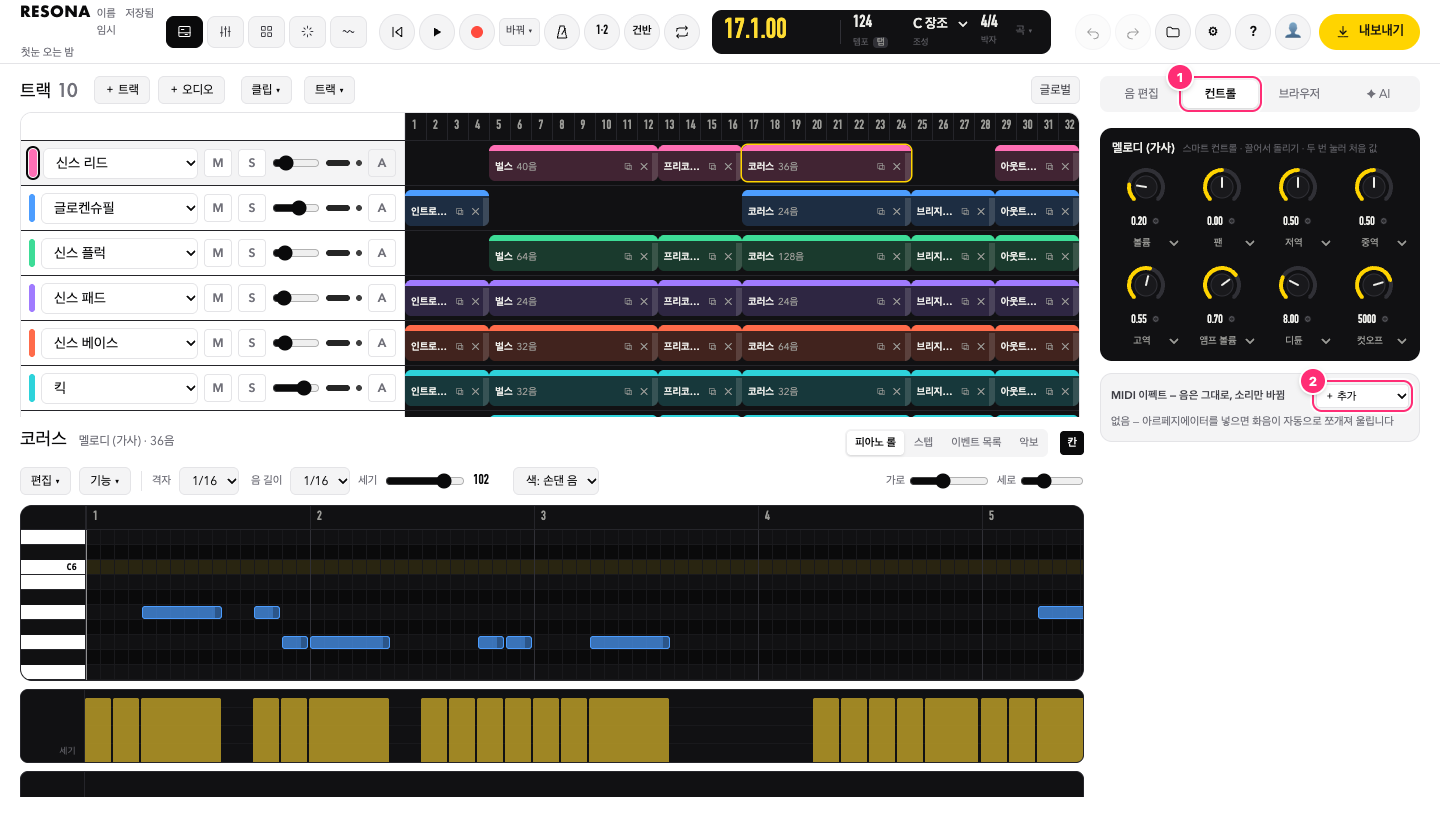 RESONA 이름 저장됨
임시
첫눈 오는 밤
바꿔 ▾
1·2
건반
17.1.00
124
템포 탭
C 장조
조성
4/4
박자
곡 ▾
?
내보내기
트랙 10
+ 트랙
+ 오디오
클립 ▾
트랙 ▾
글로벌
1 2 3 4 5 6 7 8 9 10 11 12 13 14 15 16 17 18 19 20 21 22 23 24 25 26 27 28 29 30 31 32
신스 리드 M S A
벌스 40음 프리코... 코러스 36음 아웃트...
글로켄슈필 M S A
인트로... 코러스 24음 브리지... 아웃트...
신스 플럭 M S A
벌스 64음 프리코... 코러스 128음 브리지... 아웃트...
신스 패드 M S A
인트로... 벌스 24음 프리코... 코러스 24음 브리지... 아웃트...
신스 베이스 M S A
인트로... 벌스 32음 프리코... 코러스 64음 브리지... 아웃트...
킥 M S A
인트로... 벌스 32음 프리코... 코러스 32음 브리지... 아웃트...
코러스 멜로디 (가사) · 36음
피아노 롤 스텝 이벤트 목록 악보 칸
편집 ▾ 기능 ▾ 격자 1/16 음 길이 1/16 세기 102 색: 손댄 음 가로 세로
1 2 3 4 5
C6
세기
1
음 편집 컨트롤 브라우저 AI
멜로디 (가사) 스마트 컨트롤 · 끌어서 돌리기 · 두 번 눌러 처음 값
0.20 0.00 0.50 0.50
볼륨 팬 저역 중역
0.55 0.70 8.00 5000
고역 앰프 볼륨 디튠 컷오프
2
MIDI 이펙트 — 음은 그대로, 소리만 바뀜 + 추가
없음 — 아르페지에이터를 넣으면 화음이 자동으로 쪼개져 울립니다